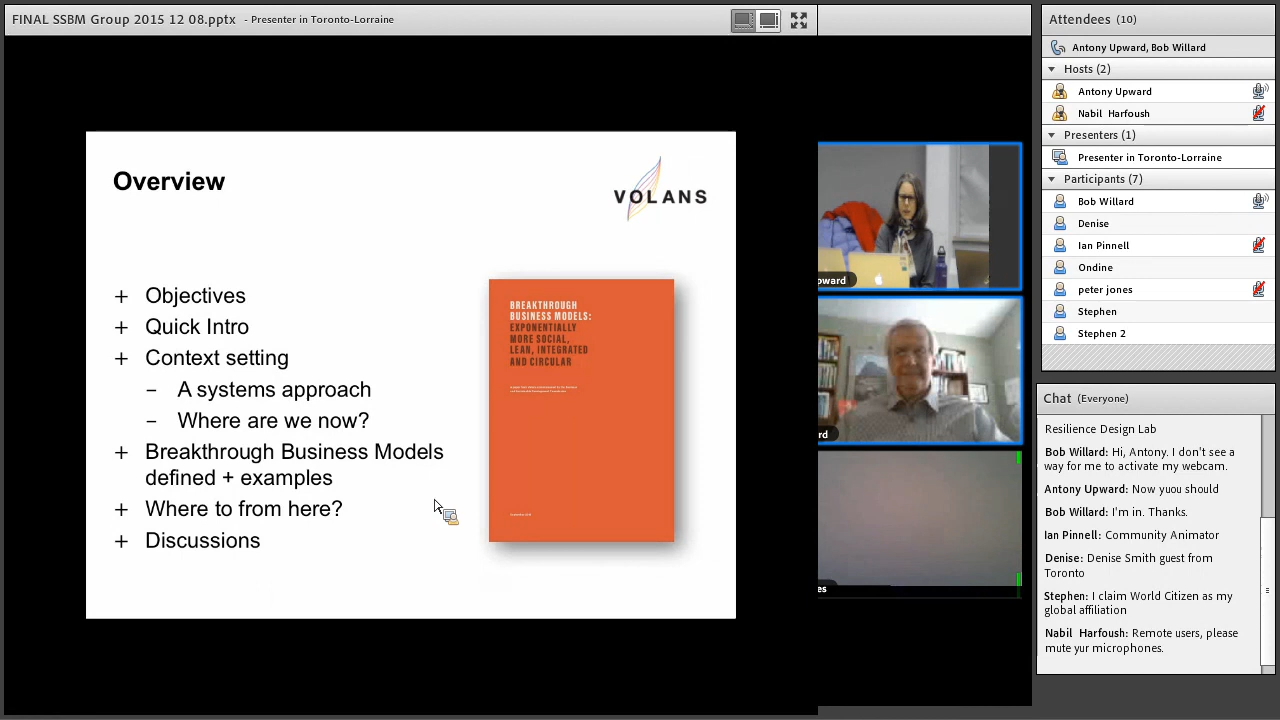 FINAL SSBM Group 2015 12 08.pptx - Presenter in Toronto-Lorraine
Overview
VOLANS
+ Objectives
+ Quick Intro
+ Context setting
– A systems approach
– Where are we now?
+ Breakthrough Business Models
defined + examples
+ Where to from here?
+ Discussions
BREAKTHROUGH
BUSINESS MODELS:
EXPONENTIALLY
MORE SOCIAL,
LEAN, INTEGRATED
AND CIRCULAR
Attendees (10)
Antony Upward, Bob Willard
Hosts (2)
Antony Upward
Nabil Harfoush
Presenters (1)
Presenter in Toronto-Lorraine
Participants (7)
Bob Willard
Denise
Ian Pinnell
Ondine
peter jones
Stephen
Stephen 2
Chat (Everyone)
Resilience Design Lab
Bob Willard: Hi, Antony. I don't see a
way for me to activate my webcam.
Antony Upward: Now yuou should
Bob Willard: I'm in. Thanks.
Ian Pinnell: Community Animator
Denise: Denise Smith guest from
Toronto
Stephen: I claim World Citizen as my
global affiliation
Nabil Harfoush: Remote users, please
mute yur microphones.